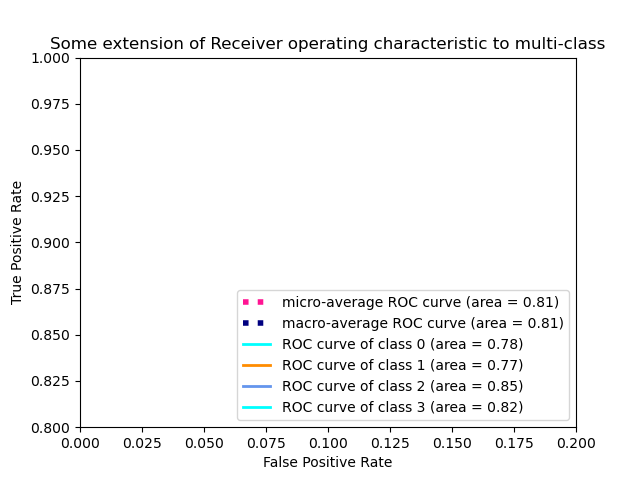 Some extension of Receiver operating characteristic to multi-class
1.000
0.975
0.950
0.925
0.900
0.875
0.850
0.825
0.800
True Positive Rate
micro-average ROC curve (area = 0.81)
macro-average ROC curve (area = 0.81)
ROC curve of class 0 (area = 0.78)
ROC curve of class 1 (area = 0.77)
ROC curve of class 2 (area = 0.85)
ROC curve of class 3 (area = 0.82)
0.000 0.025 0.050 0.075 0.100 0.125 0.150 0.175 0.200
False Positive Rate